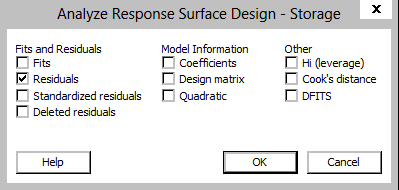 Analyze Response Surface Design - Storage
x
Fits and Residuals
Fits
Residuals
Standardized residuals
Deleted residuals
Model Information
Coefficients
Design matrix
Quadratic
Other
Hi (leverage)
Cook's distance
DFITS
Help
OK
Cancel